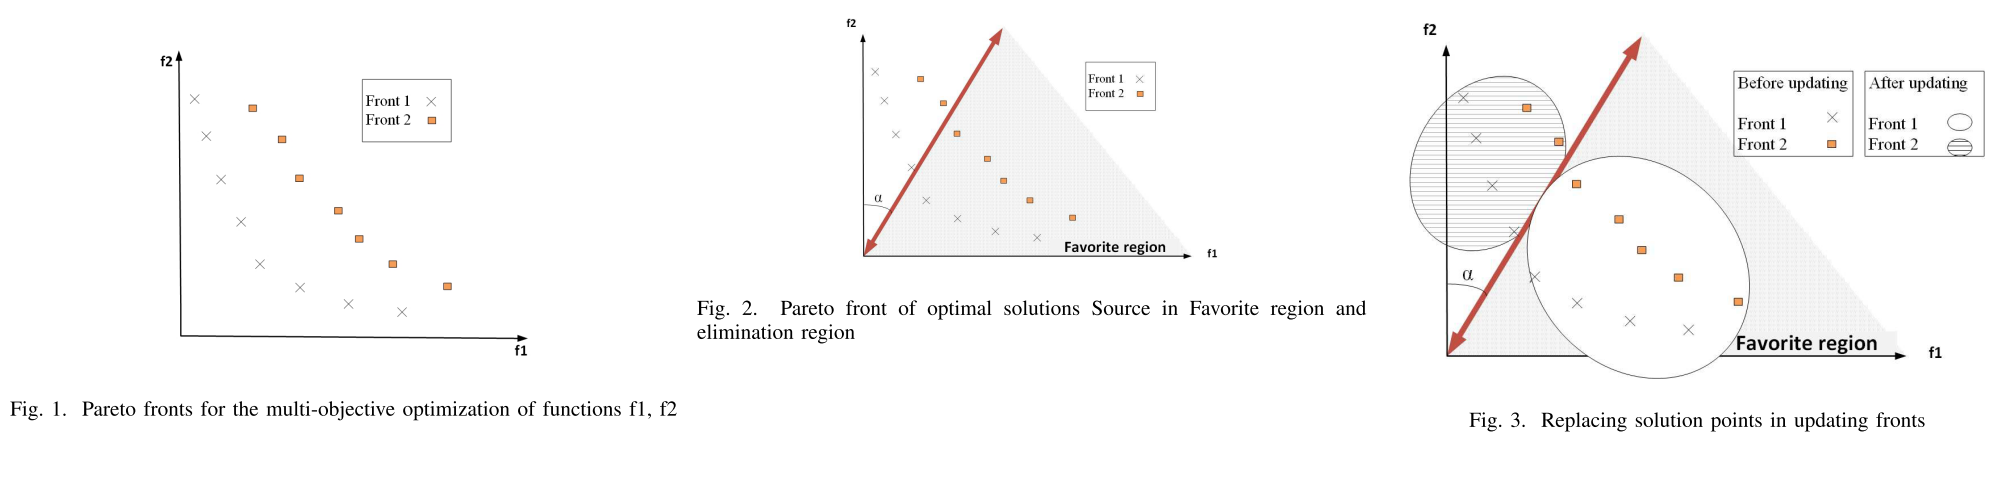 f2
Front 1
Front 2
f1
Fig. 1. Pareto fronts for the multi-objective optimization of functions f1, f2
f2
Front 1
Front 2
α
Favorite region
f1
Fig. 2. Pareto front of optimal solutions Source in Favorite region and
elimination region
f2
Before updating
Front 1
Front 2
After updating
Front 1
Front 2
α
Favorite region
f1
Fig. 3. Replacing solution points in updating fronts